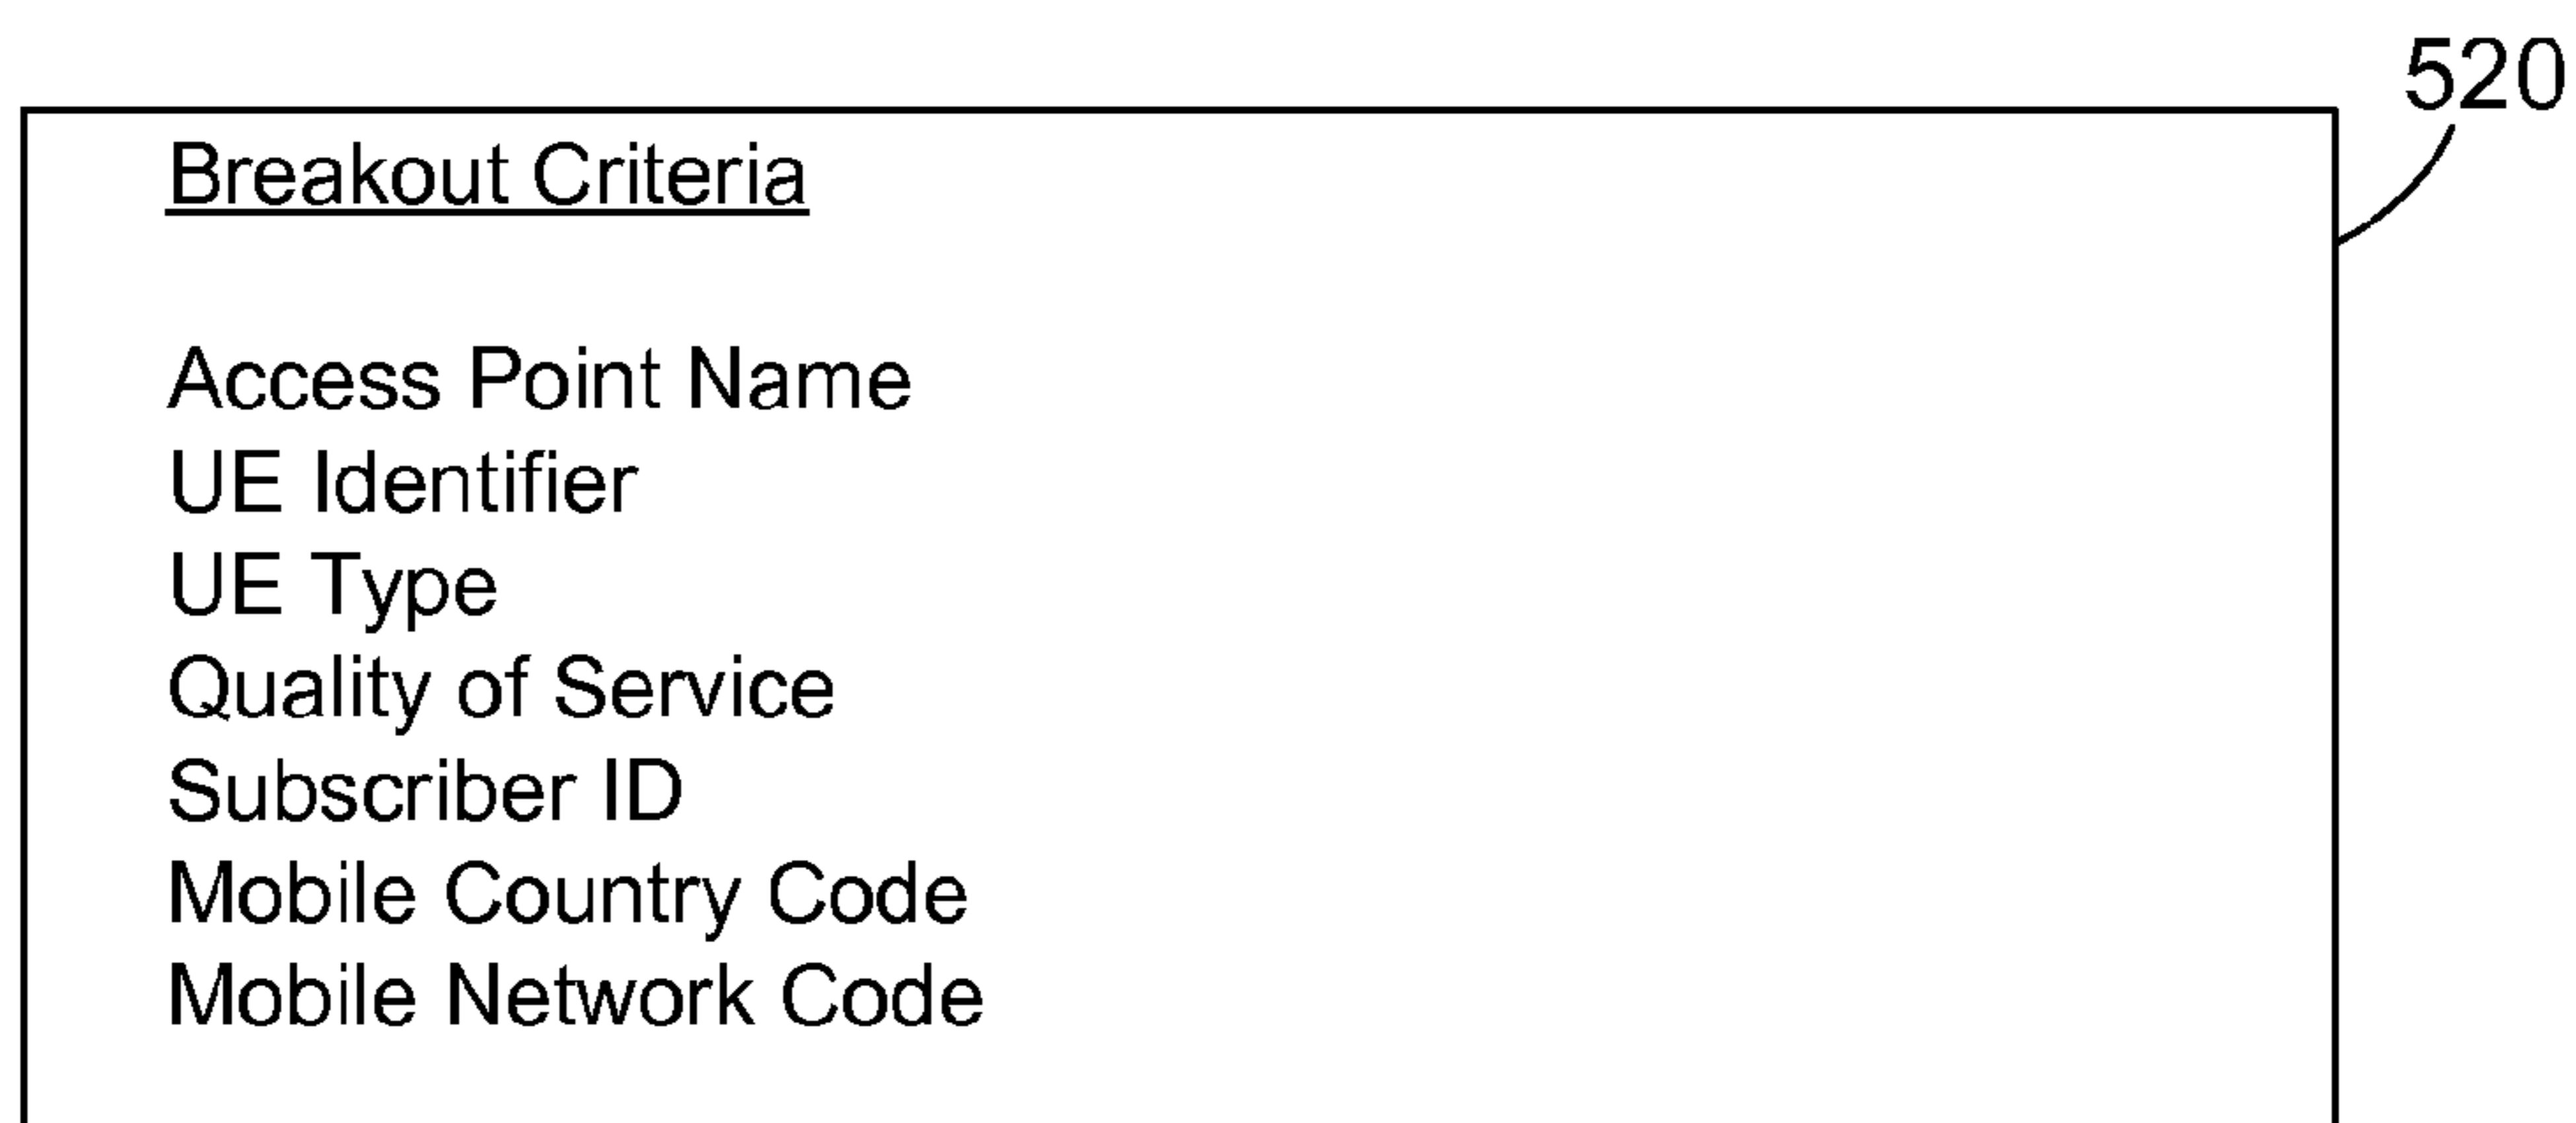 520
Breakout Criteria
Access Point Name
UE Identifier
UE Type
Quality of Service
Subscriber ID
Mobile Country Code
Mobile Network Code